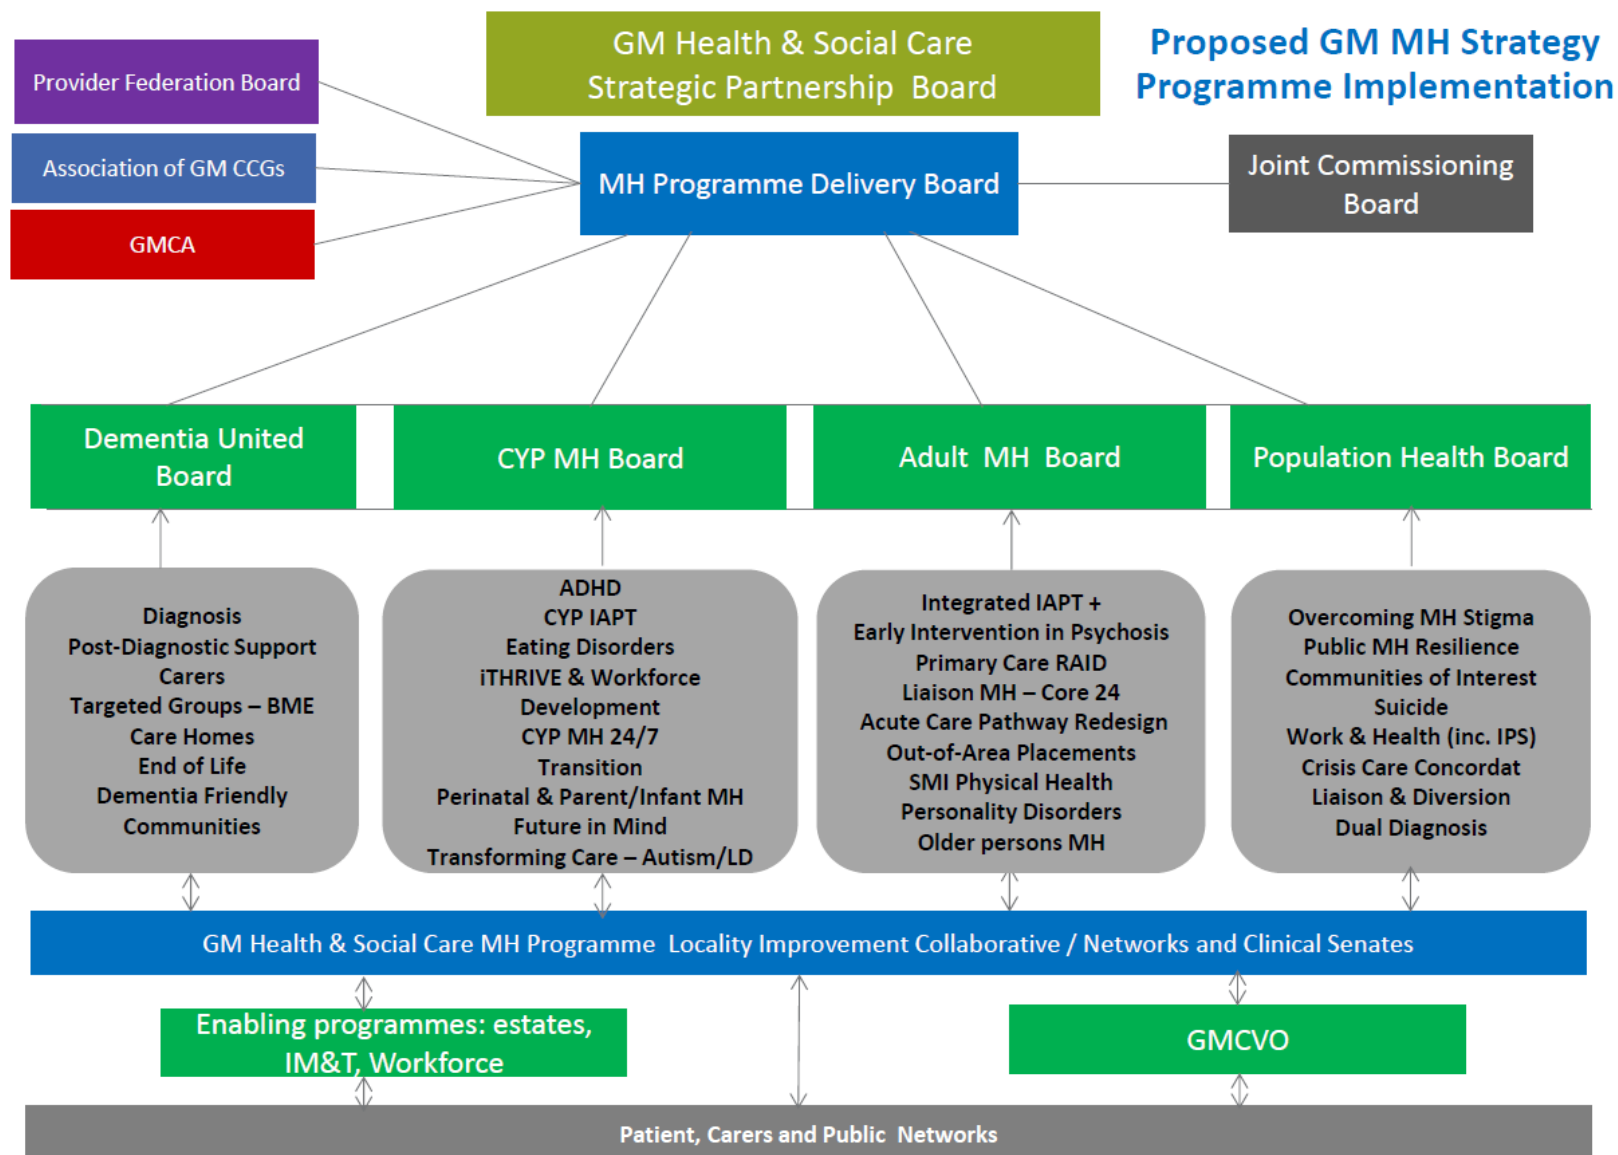 GM Health & Social Care
Strategic Partnership Board
Proposed GM MH Strategy
Programme Implementation
Provider Federation Board
Association of GM CCGs
GMCA
MH Programme Delivery Board
Joint Commissioning
Board
Dementia United
Board
CYP MH Board
Adult MH Board
Population Health Board
Diagnosis
Post-Diagnostic Support
Carers
Targeted Groups – BME
Care Homes
End of Life
Dementia Friendly
Communities
ADHD
CYP IAPT
Eating Disorders
iTHRIVE & Workforce
Development
CYP MH 24/7
Transition
Perinatal & Parent/Infant MH
Future in Mind
Transforming Care – Autism/LD
Integrated IAPT +
Early Intervention in Psychosis
Primary Care RAID
Liaison MH – Core 24
Acute Care Pathway Redesign
Out-of-Area Placements
SMI Physical Health
Personality Disorders
Older persons MH
Overcoming MH Stigma
Public MH Resilience
Communities of Interest
Suicide
Work & Health (inc. IPS)
Crisis Care Concordat
Liaison & Diversion
Dual Diagnosis
GM Health & Social Care MH Programme Locality Improvement Collaborative / Networks and Clinical Senates
Enabling programmes: estates,
IM&T, Workforce
GMCVO
Patient, Carers and Public Networks